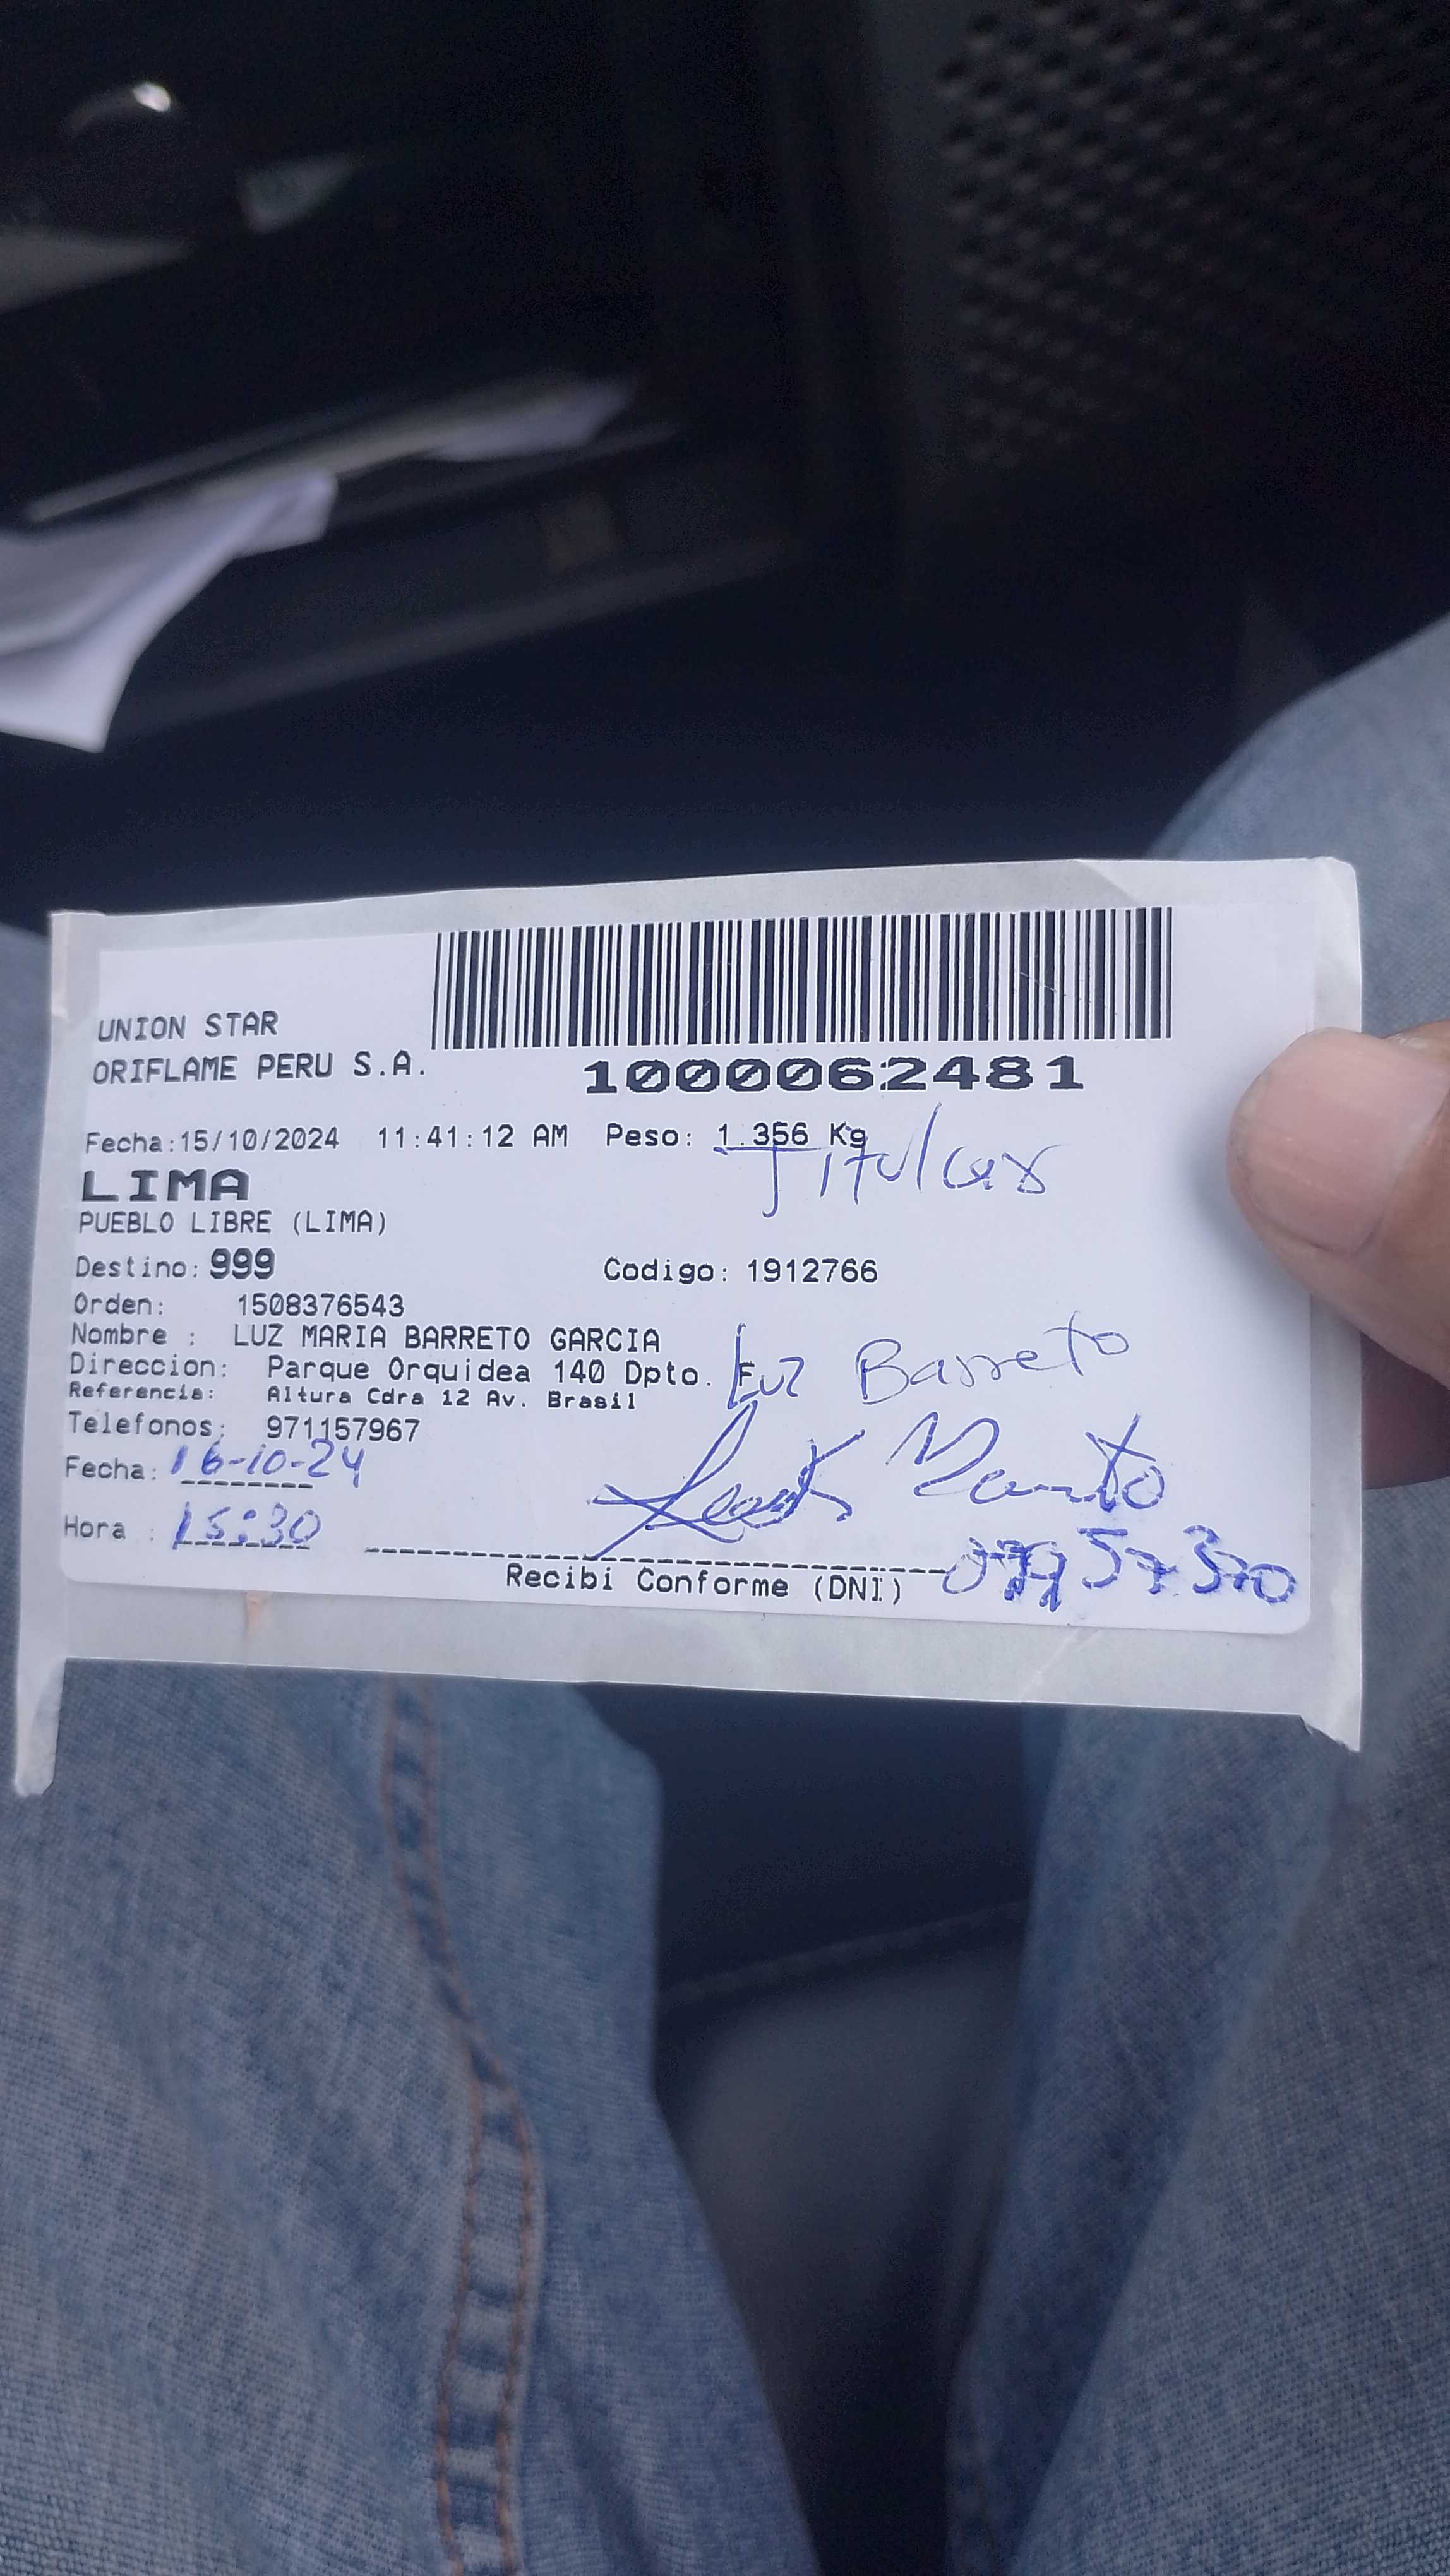 UNION STAR
ORIFLAME PERU S.A.
1000062481
Fecha:15/10/2024 11:41:12 AM Peso: 1.356 Kg
Titular
LIMA
PUEBLO LIBRE (LIMA)
Destino: 999 Codigo: 1912766
Orden: 1508376543
Nombre : LUZ MARIA BARRETO GARCIA
Direccion: Parque Orquidea 140 Dpto. F
Luz Barreto
Referencia: Altura Cdra 12 Av. Brasil
Telefonos: 971157967
Fecha: 16-10-24
Hora : 15:30
Recibi Conforme (DNI)